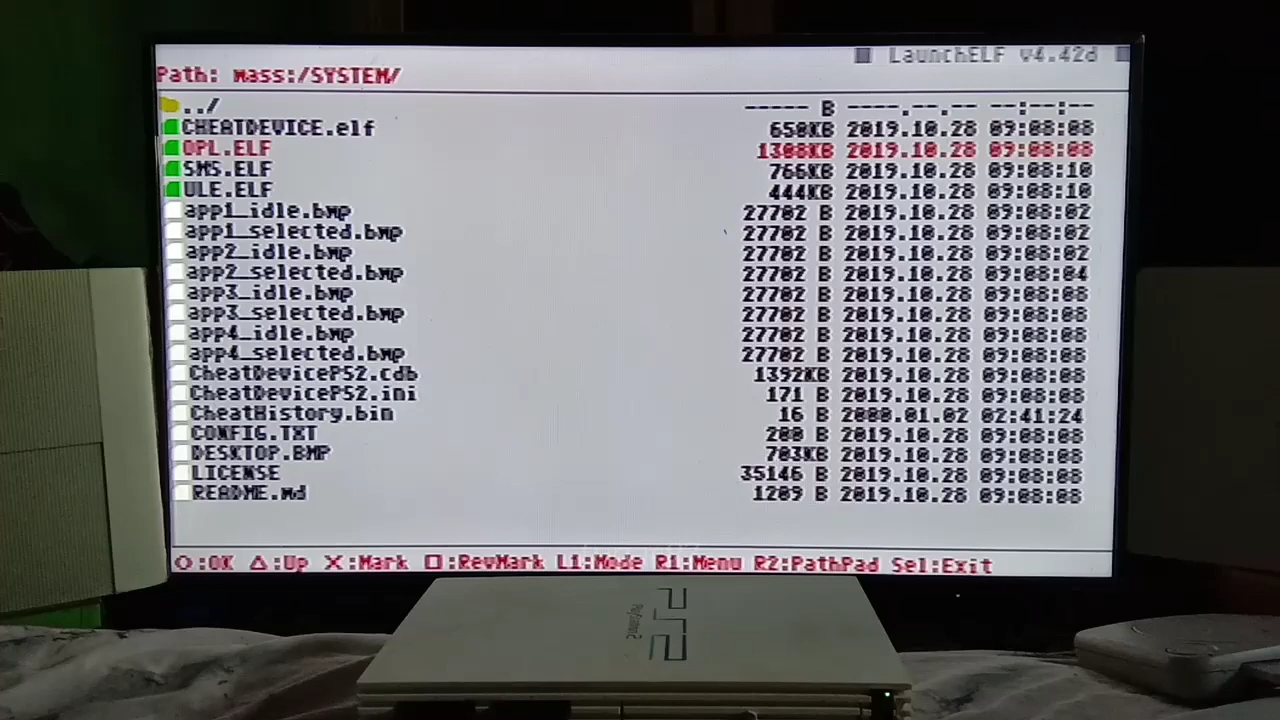 LaunchELF v4.42d
Path: mass:/SYSTEM/
../ ----- B ----.--.-- --:--:--
CHEATDEVICE.elf 650KB 2019.10.28 09:08:08
OPL.ELF 1308KB 2019.10.28 09:08:08
SMS.ELF 766KB 2019.10.28 09:08:10
ULE.ELF 444KB 2019.10.28 09:08:10
app1_idle.bmp 27702 B 2019.10.28 09:08:02
app1_selected.bmp 27702 B 2019.10.28 09:08:02
app2_idle.bmp 27702 B 2019.10.28 09:08:02
app2_selected.bmp 27702 B 2019.10.28 09:08:04
app3_idle.bmp 27702 B 2019.10.28 09:08:08
app3_selected.bmp 27702 B 2019.10.28 09:08:08
app4_idle.bmp 27702 B 2019.10.28 09:08:08
app4_selected.bmp 27702 B 2019.10.28 09:08:08
CheatDevicePS2.cdb 1392KB 2019.10.28 09:08:08
CheatDevicePS2.ini 171 B 2019.10.28 09:08:08
CheatHistory.bin 16 B 2000.01.02 02:41:24
CONFIG.TXT 200 B 2019.10.28 09:08:08
DESKTOP.BMP 703KB 2019.10.28 09:08:08
LICENSE 35146 B 2019.10.28 09:08:08
README.md 1209 B 2019.10.28 09:08:08
○:OK △:Up X:Mark □:RevMark L1:Mode R1:Menu R2:PathPad Sel:Exit
PS2
PlayStation 2